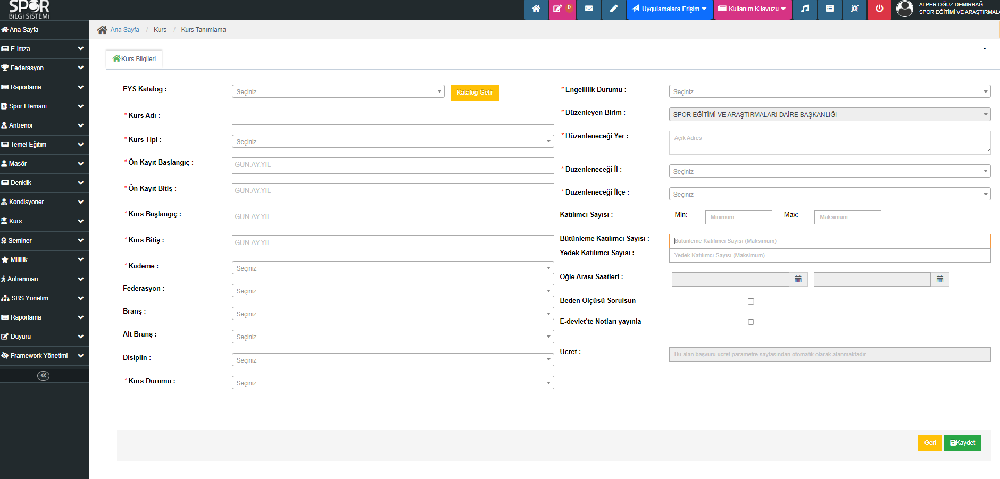 SPOR
BİLGİ SİSTEMİ
0
Uygulamalara Erişim
Kullanım Kılavuzu
ALPER OĞUZ DEMİRBAĞ
SPOR EĞİTİMİ VE ARAŞTIRMALA
Ana Sayfa
E-imza
Federasyon
Raporlama
Spor Elemanı
Antrenör
Temel Eğitim
Masör
Denklik
Kondisyoner
Kurs
Seminer
Millilik
Antrenman
SBS Yönetim
Raporlama
Duyuru
Framework Yönetimi
Ana Sayfa / Kurs / Kurs Tanımlama
-
-
Kurs Bilgileri
EYS Katalog : Seçiniz Katalog Getir
* Kurs Adı :
* Kurs Tipi : Seçiniz
* Ön Kayıt Başlangıç : GUN.AY.YIL
* Ön Kayıt Bitiş : GUN.AY.YIL
* Kurs Başlangıç : GUN.AY.YIL
* Kurs Bitiş : GUN.AY.YIL
* Kademe : Seçiniz
Federasyon : Seçiniz
Branş : Seçiniz
Alt Branş : Seçiniz
Disiplin : Seçiniz
* Kurs Durumu : Seçiniz
* Engellilik Durumu : Seçiniz
* Düzenleyen Birim : SPOR EĞİTİMİ VE ARAŞTIRMALARI DAİRE BAŞKANLIĞI
* Düzenleneceği Yer : Açık Adres
* Düzenleneceği İl : Seçiniz
* Düzenleneceği İlçe : Seçiniz
Katılımcı Sayısı : Min: Minimum Max: Maksimum
Bütünleme Katılımcı Sayısı : Bütünleme Katılımcı Sayısı (Maksimum)
Yedek Katılımcı Sayısı : Yedek Katılımcı Sayısı (Maksimum)
Öğle Arası Saatleri :
Beden Ölçüsü Sorulsun
E-devlet'te Notları yayınla
Ücret : Bu alan başvuru ücret parametre sayfasından otomatik olarak atanmaktadır.
Geri Kaydet